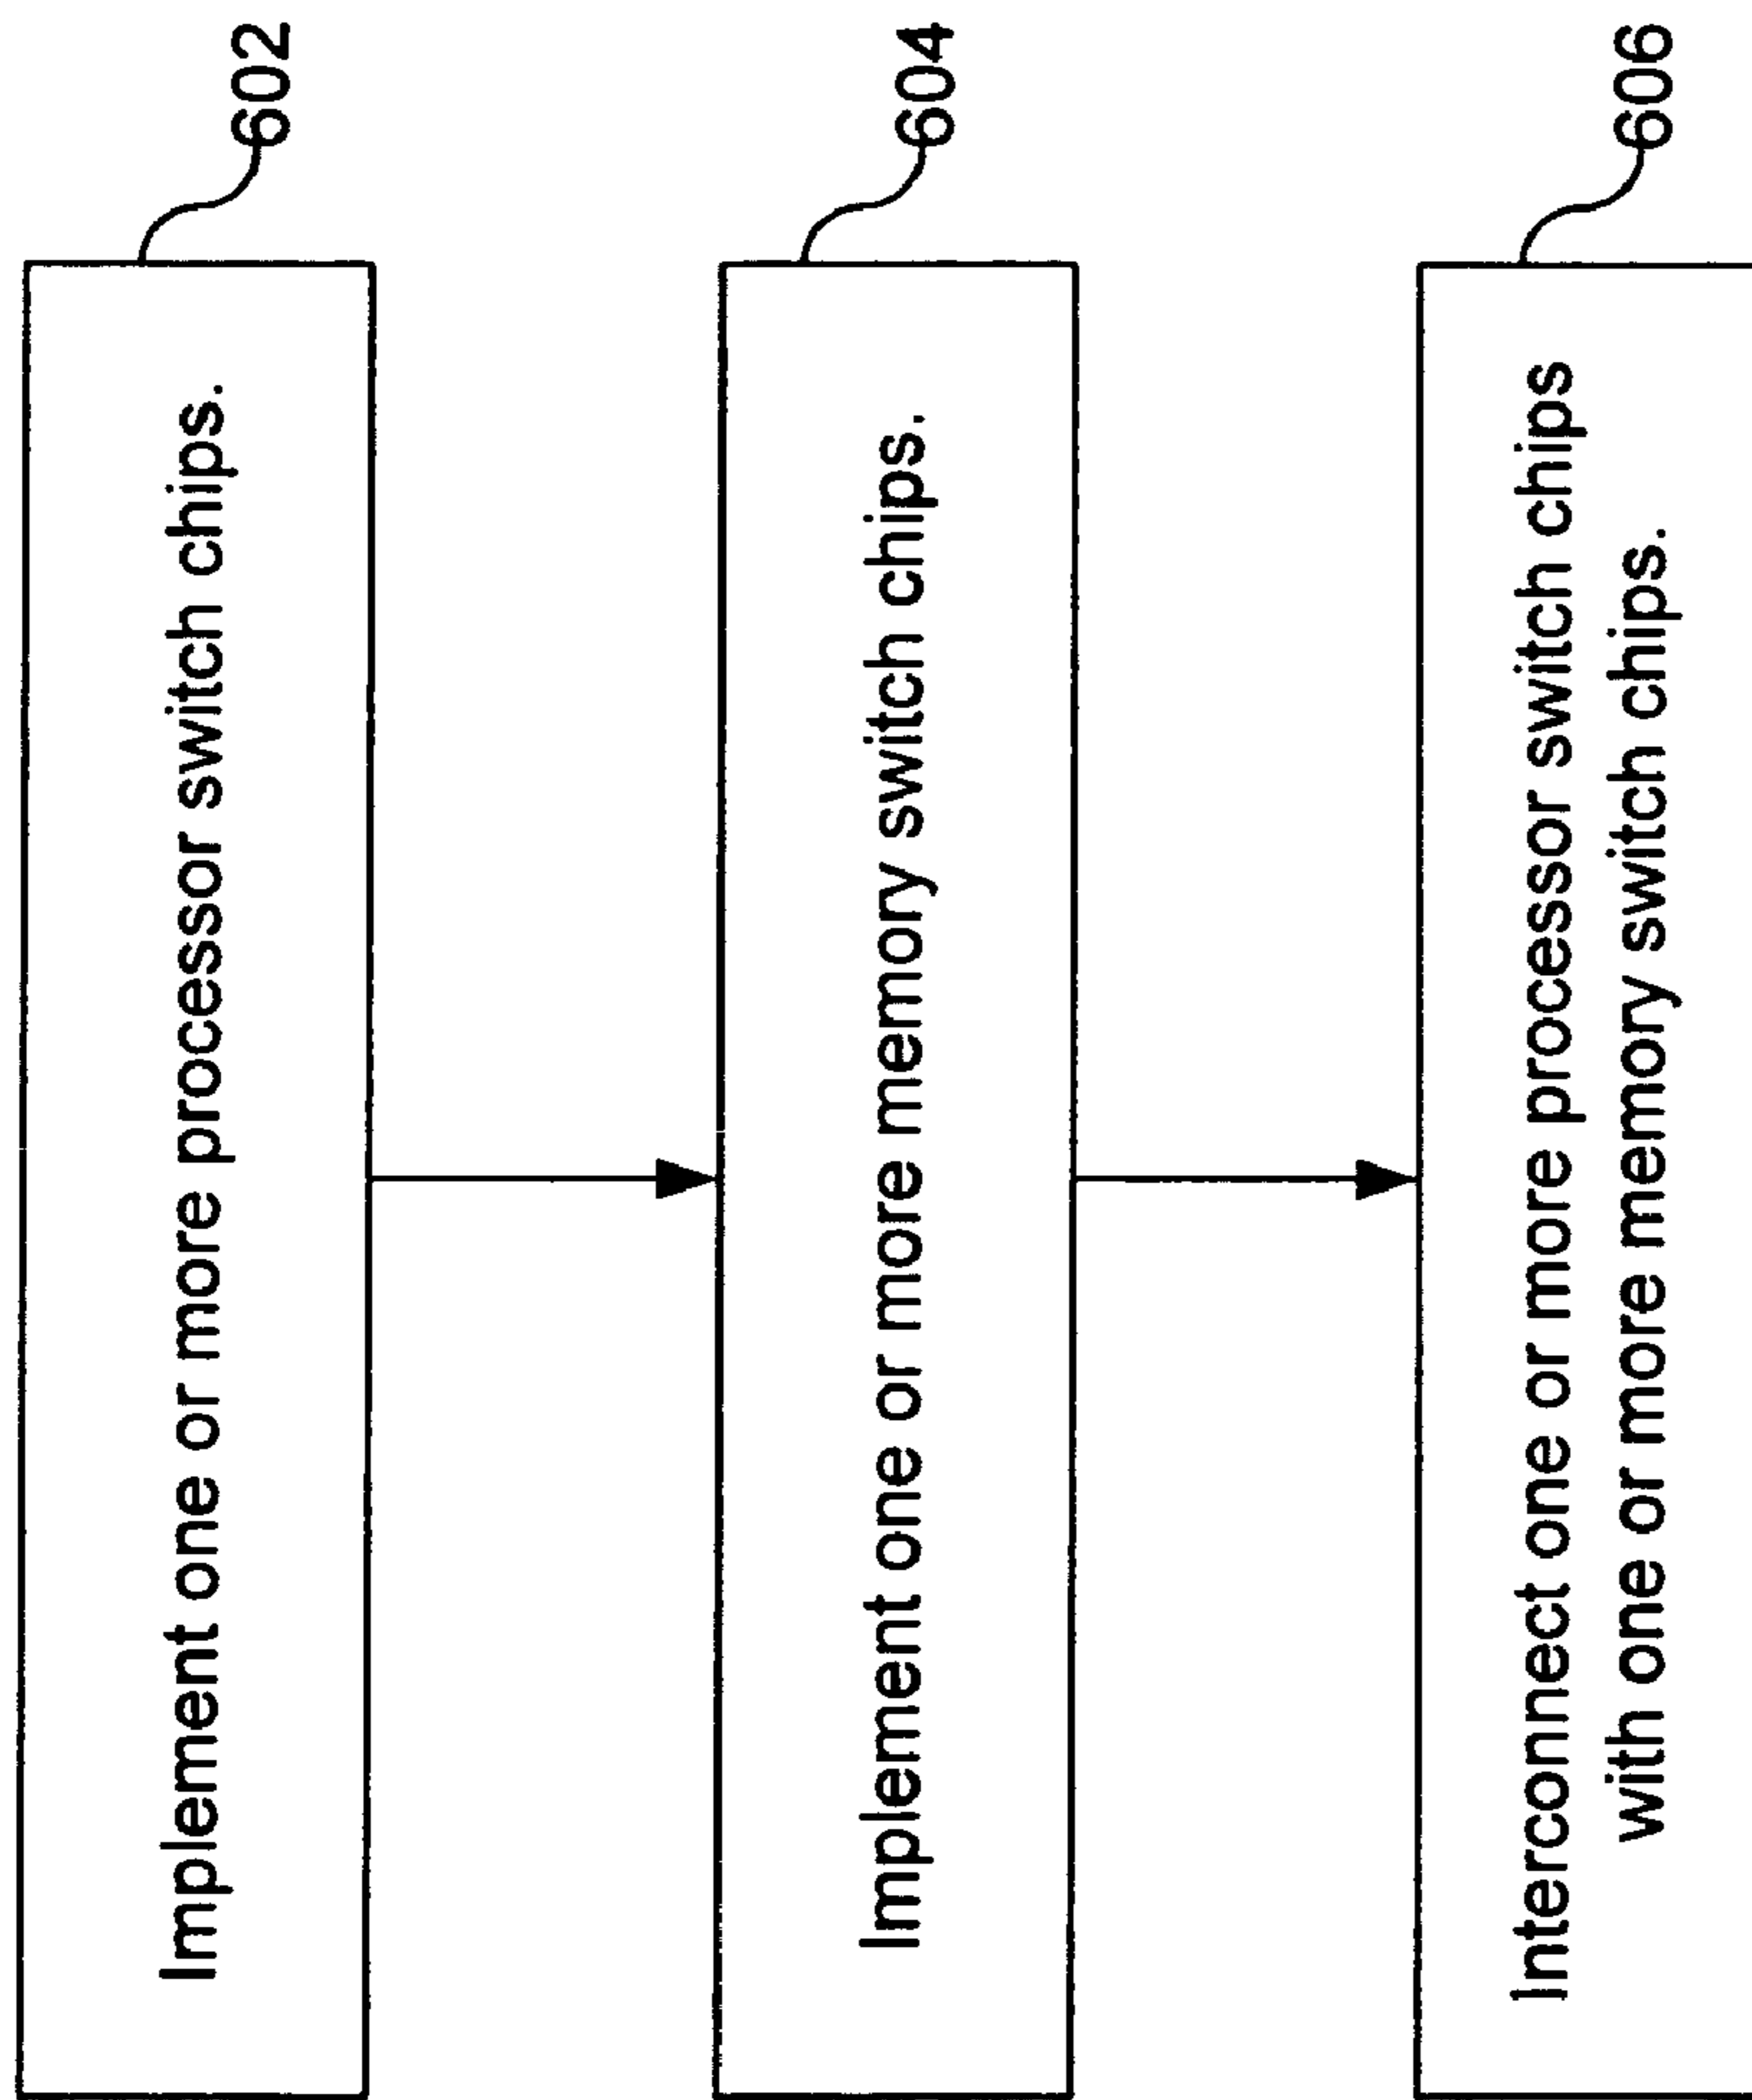 Implement one or more processor switch chips.
602
Implement one or more memory switch chips.
604
Interconnect one or more processor switch chips
with one or more memory switch chips.
606